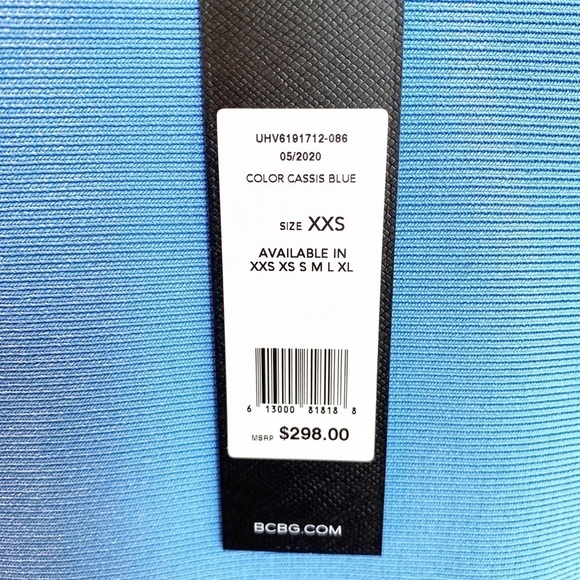 UHV6191712-086
05/2020
COLOR CASSIS BLUE
SIZE XXS
AVAILABLE IN
XXS XS S M L XL
6 13000 81818 8
MSRP $298.00
BCBG.COM